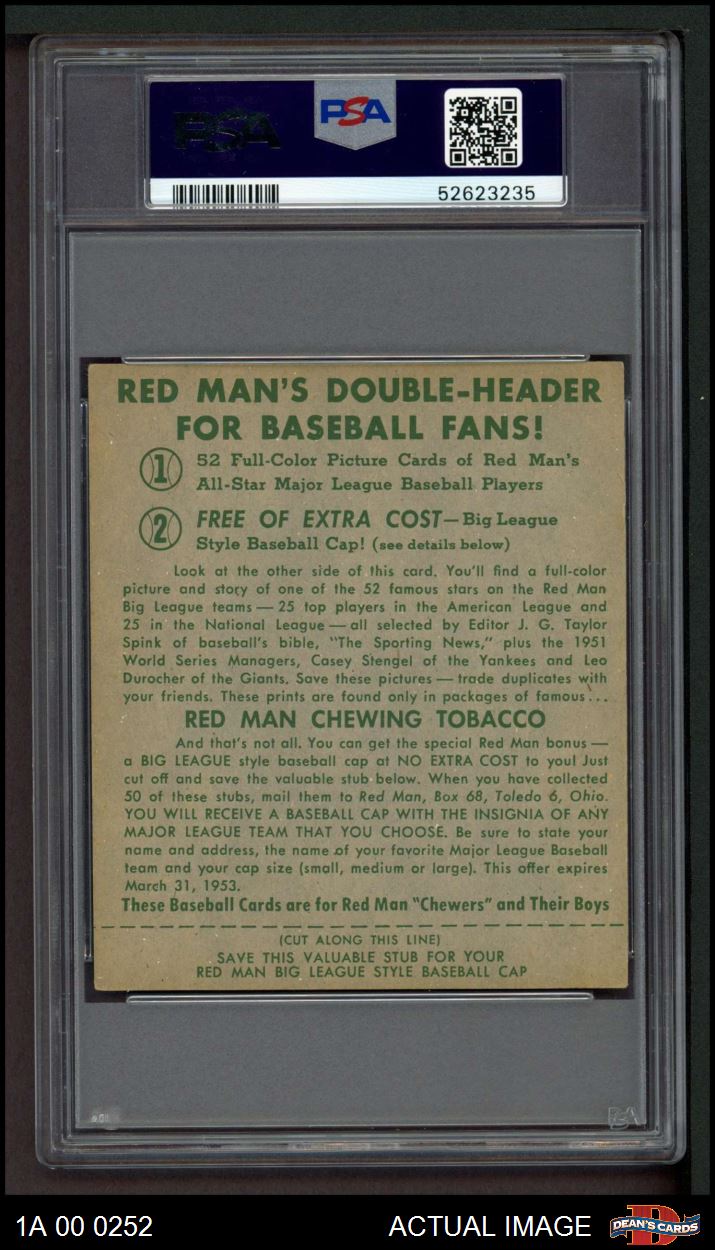 PSA
PSA
52623235
RED MAN'S DOUBLE-HEADER
FOR BASEBALL FANS!
1 52 Full-Color Picture Cards of Red Man's
All-Star Major League Baseball Players
2 FREE OF EXTRA COST—Big League
Style Baseball Cap! (see details below)
Look at the other side of this card. You'll find a full-color
picture and story of one of the 52 famous stars on the Red Man
Big League teams — 25 top players in the American League and
25 in the National League — all selected by Editor J. G. Taylor
Spink of baseball's bible, "The Sporting News," plus the 1951
World Series Managers, Casey Stengel of the Yankees and Leo
Durocher of the Giants. Save these pictures — trade duplicates with
your friends. These prints are found only in packages of famous...
RED MAN CHEWING TOBACCO
And that's not all. You can get the special Red Man bonus —
a BIG LEAGUE style baseball cap at NO EXTRA COST to you! Just
cut off and save the valuable stub below. When you have collected
50 of these stubs, mail them to Red Man, Box 68, Toledo 6, Ohio.
YOU WILL RECEIVE A BASEBALL CAP WITH THE INSIGNIA OF ANY
MAJOR LEAGUE TEAM THAT YOU CHOOSE. Be sure to state your
name and address, the name of your favorite Major League Baseball
team and your cap size (small, medium or large). This offer expires
March 31, 1953.
These Baseball Cards are for Red Man "Chewers" and Their Boys
(CUT ALONG THIS LINE)
SAVE THIS VALUABLE STUB FOR YOUR
RED MAN BIG LEAGUE STYLE BASEBALL CAP
PSA
1A 00 0252
ACTUAL IMAGE
D
DEAN'S CARDS